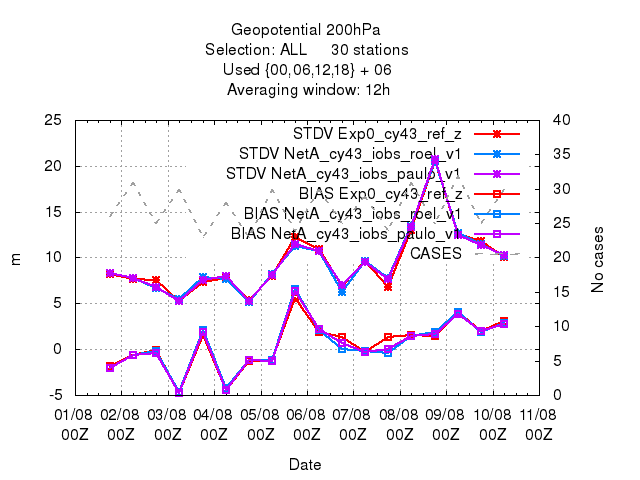 Geopotential 200hPa
Selection: ALL 30 stations
Used {00,06,12,18} + 06
Averaging window: 12h
25
20
15
10
5
0
-5
m
40
35
30
25
20
15
10
5
0
No cases
STDV Exp0_cy43_ref_z
STDV NetA_cy43_iobs_roel_v1
STDV NetA_cy43_iobs_paulo_v1
BIAS Exp0_cy43_ref_z
BIAS NetA_cy43_iobs_roel_v1
BIAS NetA_cy43_iobs_paulo_v1
CASES
01/08 02/08 03/08 04/08 05/08 06/08 07/08 08/08 09/08 10/08 11/08
00Z 00Z 00Z 00Z 00Z 00Z 00Z 00Z 00Z 00Z 00Z
Date